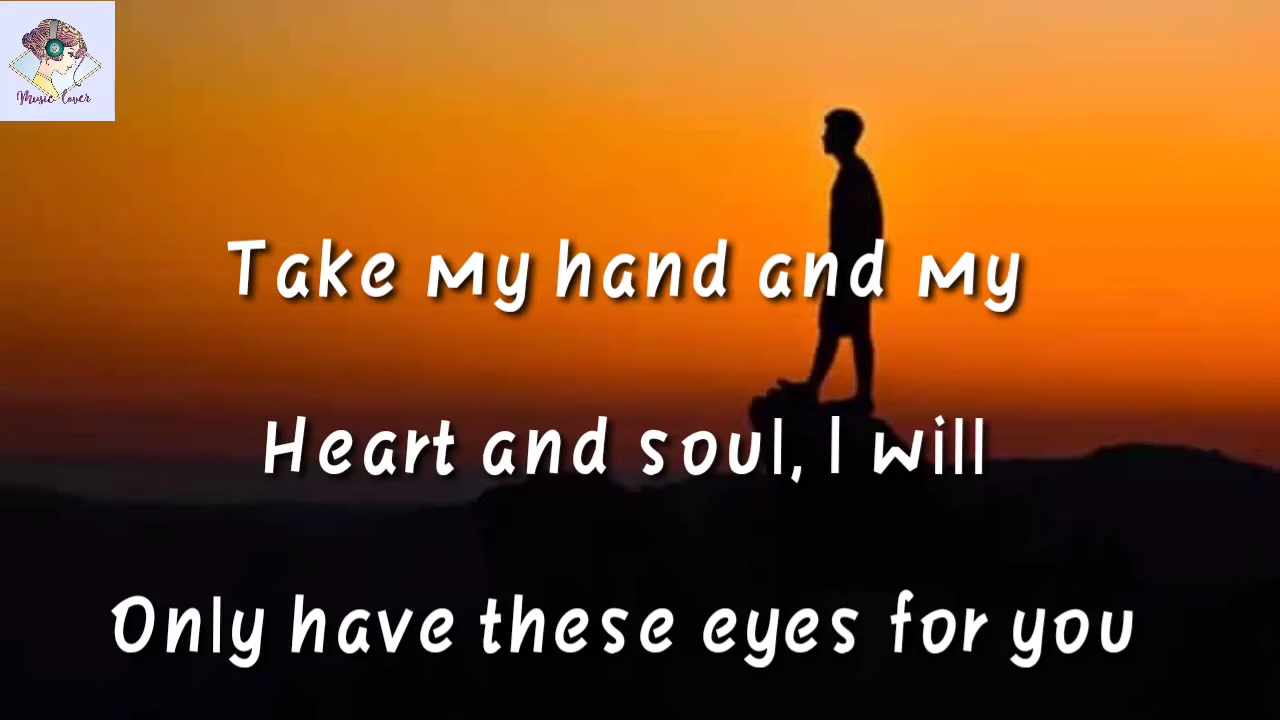 Music Cover
Take my hand and my
Heart and soul, I will
Only have these eyes for you